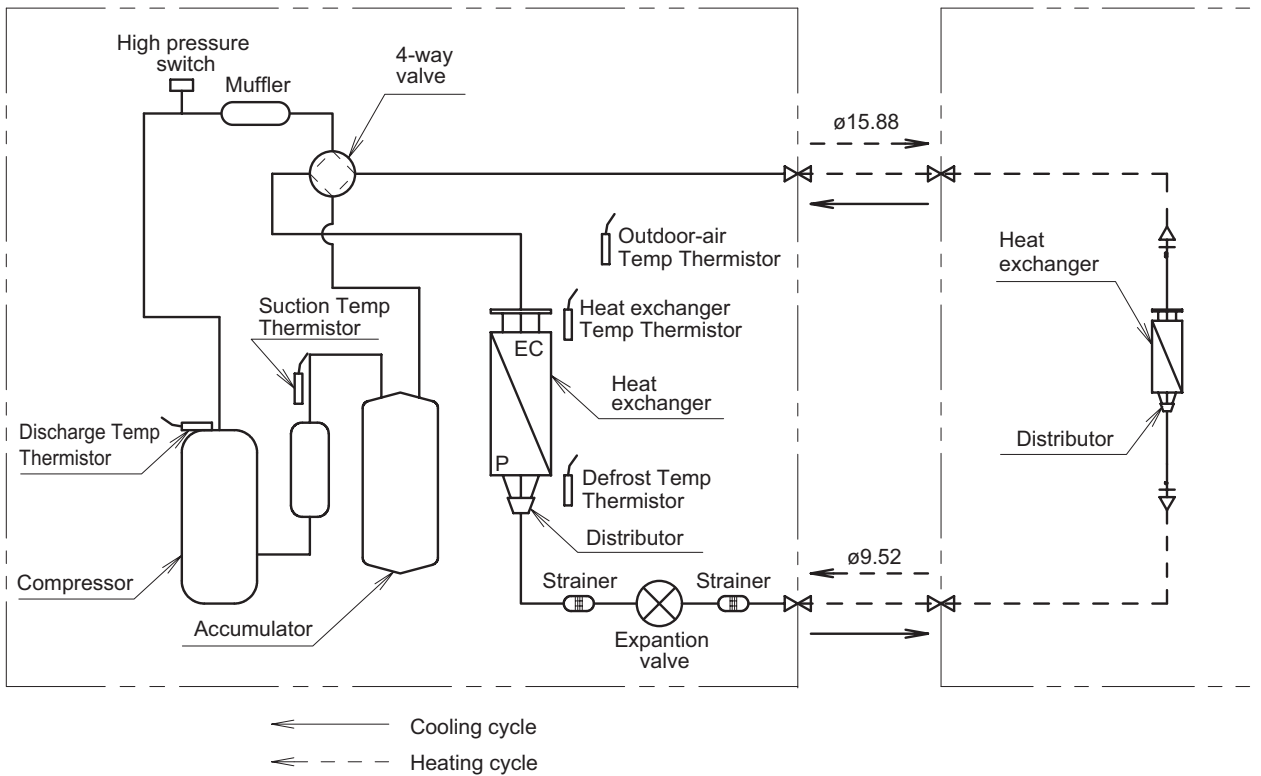 High pressure
switch
Muffler
4-way
valve
ø15.88
Outdoor-air
Temp Thermistor
Heat
exchanger
Suction Temp
Thermistor
Heat exchanger
Temp Thermistor
EC
Heat
exchanger
Discharge Temp
Thermistor
P
Defrost Temp
Thermistor
Distributor
Distributor
Compressor
Strainer
Strainer
ø9.52
Accumulator
Expantion
valve
Cooling cycle
Heating cycle